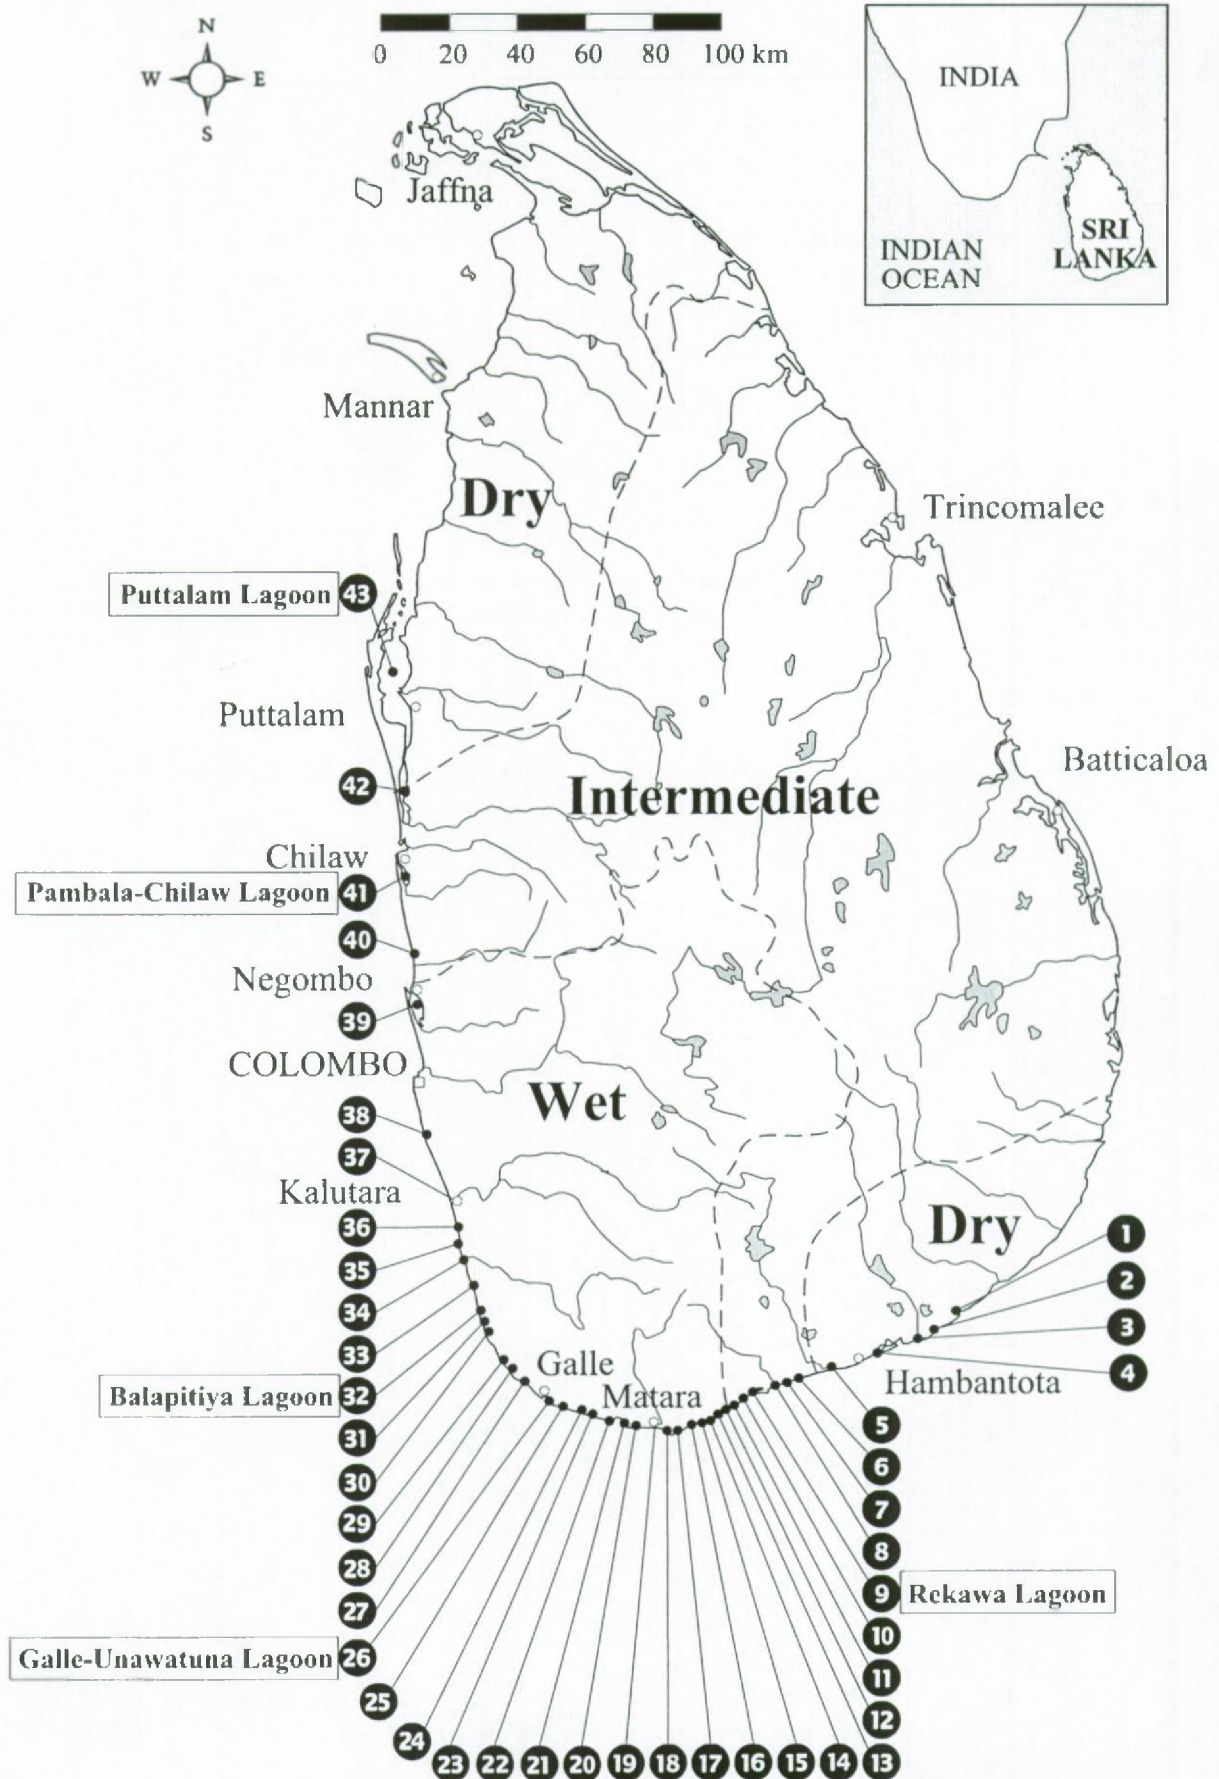 N
W E
S
0 20 40 60 80 100 km
INDIA
SRI
LANKA
INDIAN
OCEAN
Jaffna
Mannar
Dry
Trincomalee
Puttalam Lagoon 43
Puttalam
Batticaloa
42
Intermediate
Chilaw
Pambala-Chilaw Lagoon 41
40
Negombo
39
COLOMBO
Wet
38
37
Kalutara
36
Dry
1
35
2
34
3
33
4
Galle
Hambantota
Balapitiya Lagoon 32
Matara
31
5
30
6
29
7
28
8
27
9 Rekawa Lagoon
26 Galle-Unawatuna Lagoon
10
11
25
12
24
23 22 21 20 19 18 17 16 15 14 13